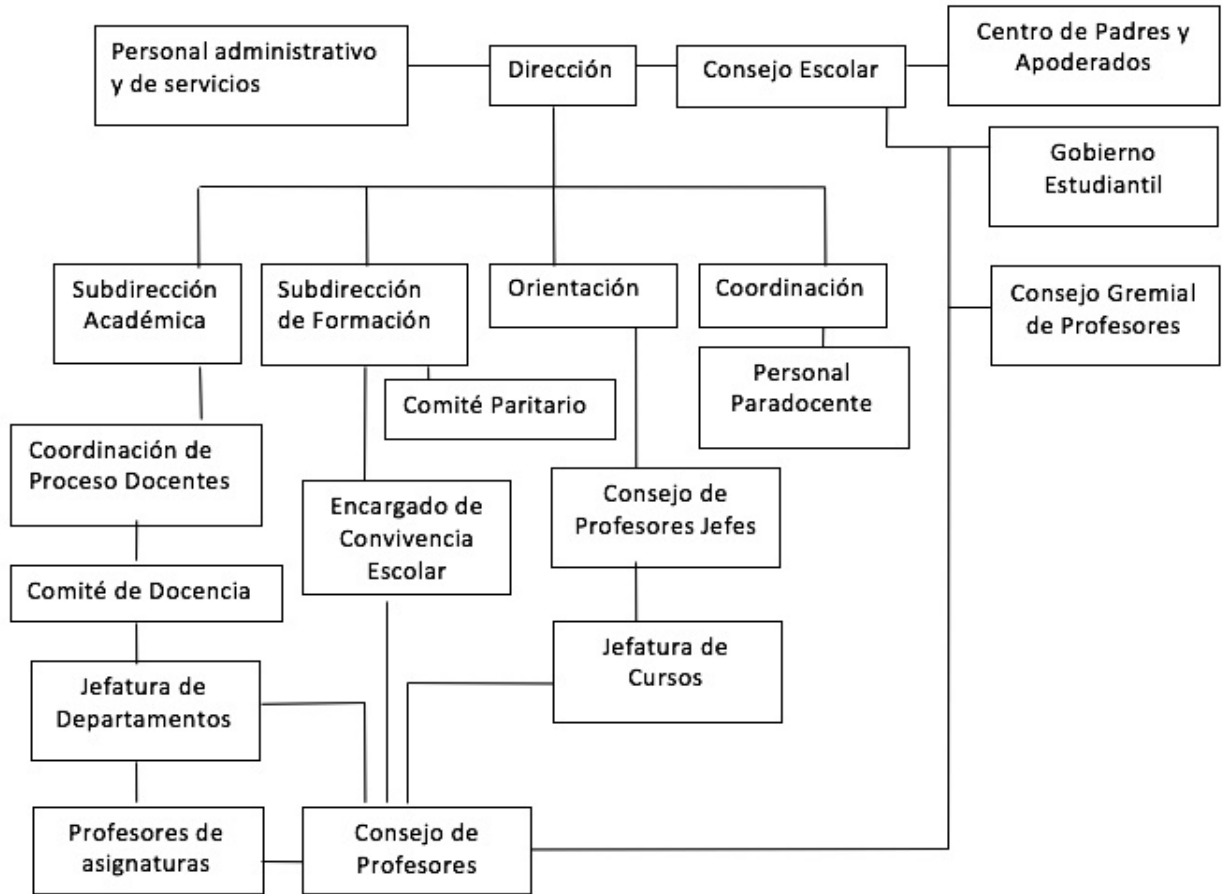 Personal administrativo
y de servicios
Dirección
Consejo Escolar
Centro de Padres y
Apoderados
Gobierno
Estudiantil
Subdirección
Académica
Subdirección
de Formación
Orientación
Coordinación
Consejo Gremial
de Profesores
Comité Paritario
Personal
Paradocente
Coordinación de
Proceso Docentes
Encargado de
Convivencia
Escolar
Consejo de
Profesores Jefes
Comité de Docencia
Jefatura de
Cursos
Jefatura de
Departamentos
Profesores de
asignaturas
Consejo de
Profesores